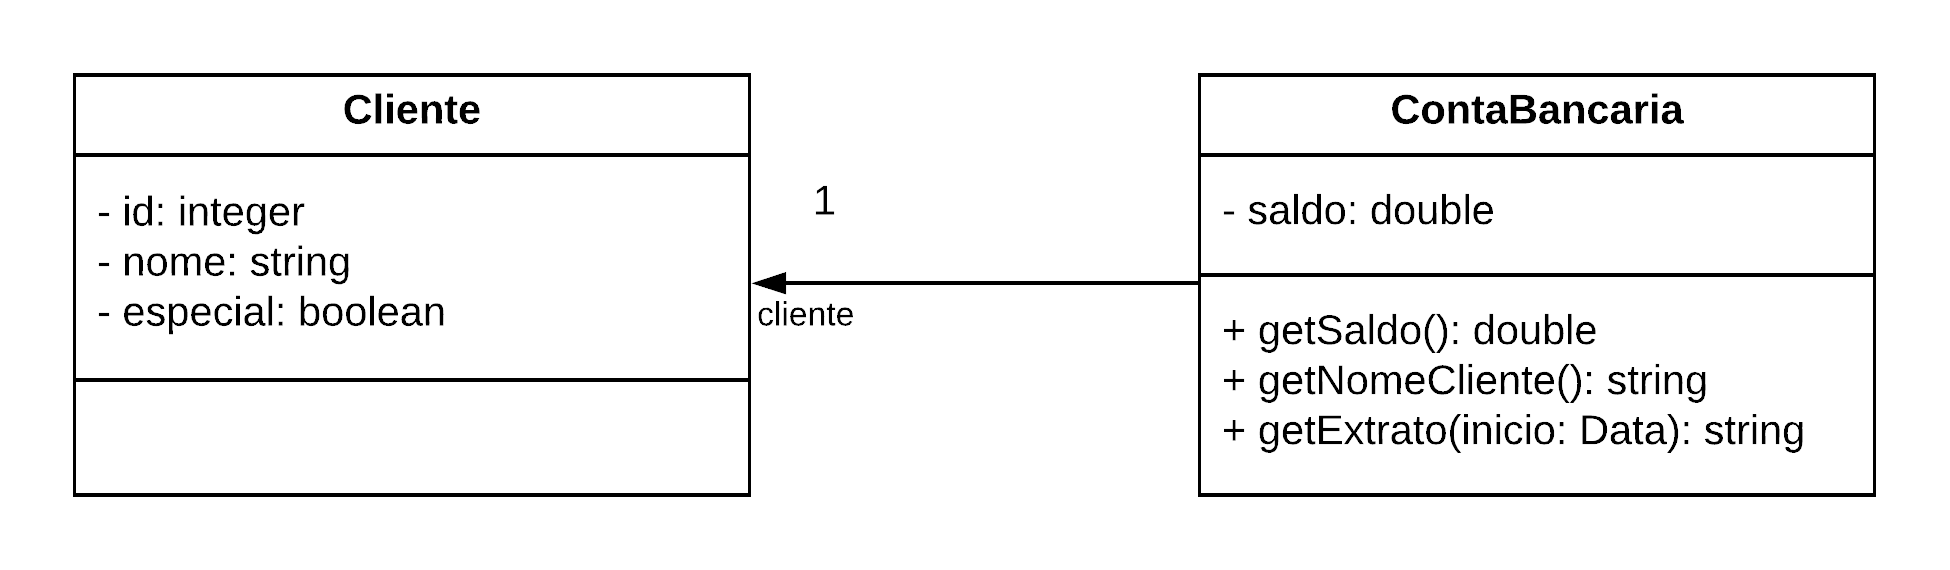 Cliente
- id: integer
- nome: string
- especial: boolean
1
cliente
ContaBancaria
- saldo: double
+ getSaldo(): double
+ getNomeCliente(): string
+ getExtrato(inicio: Data): string